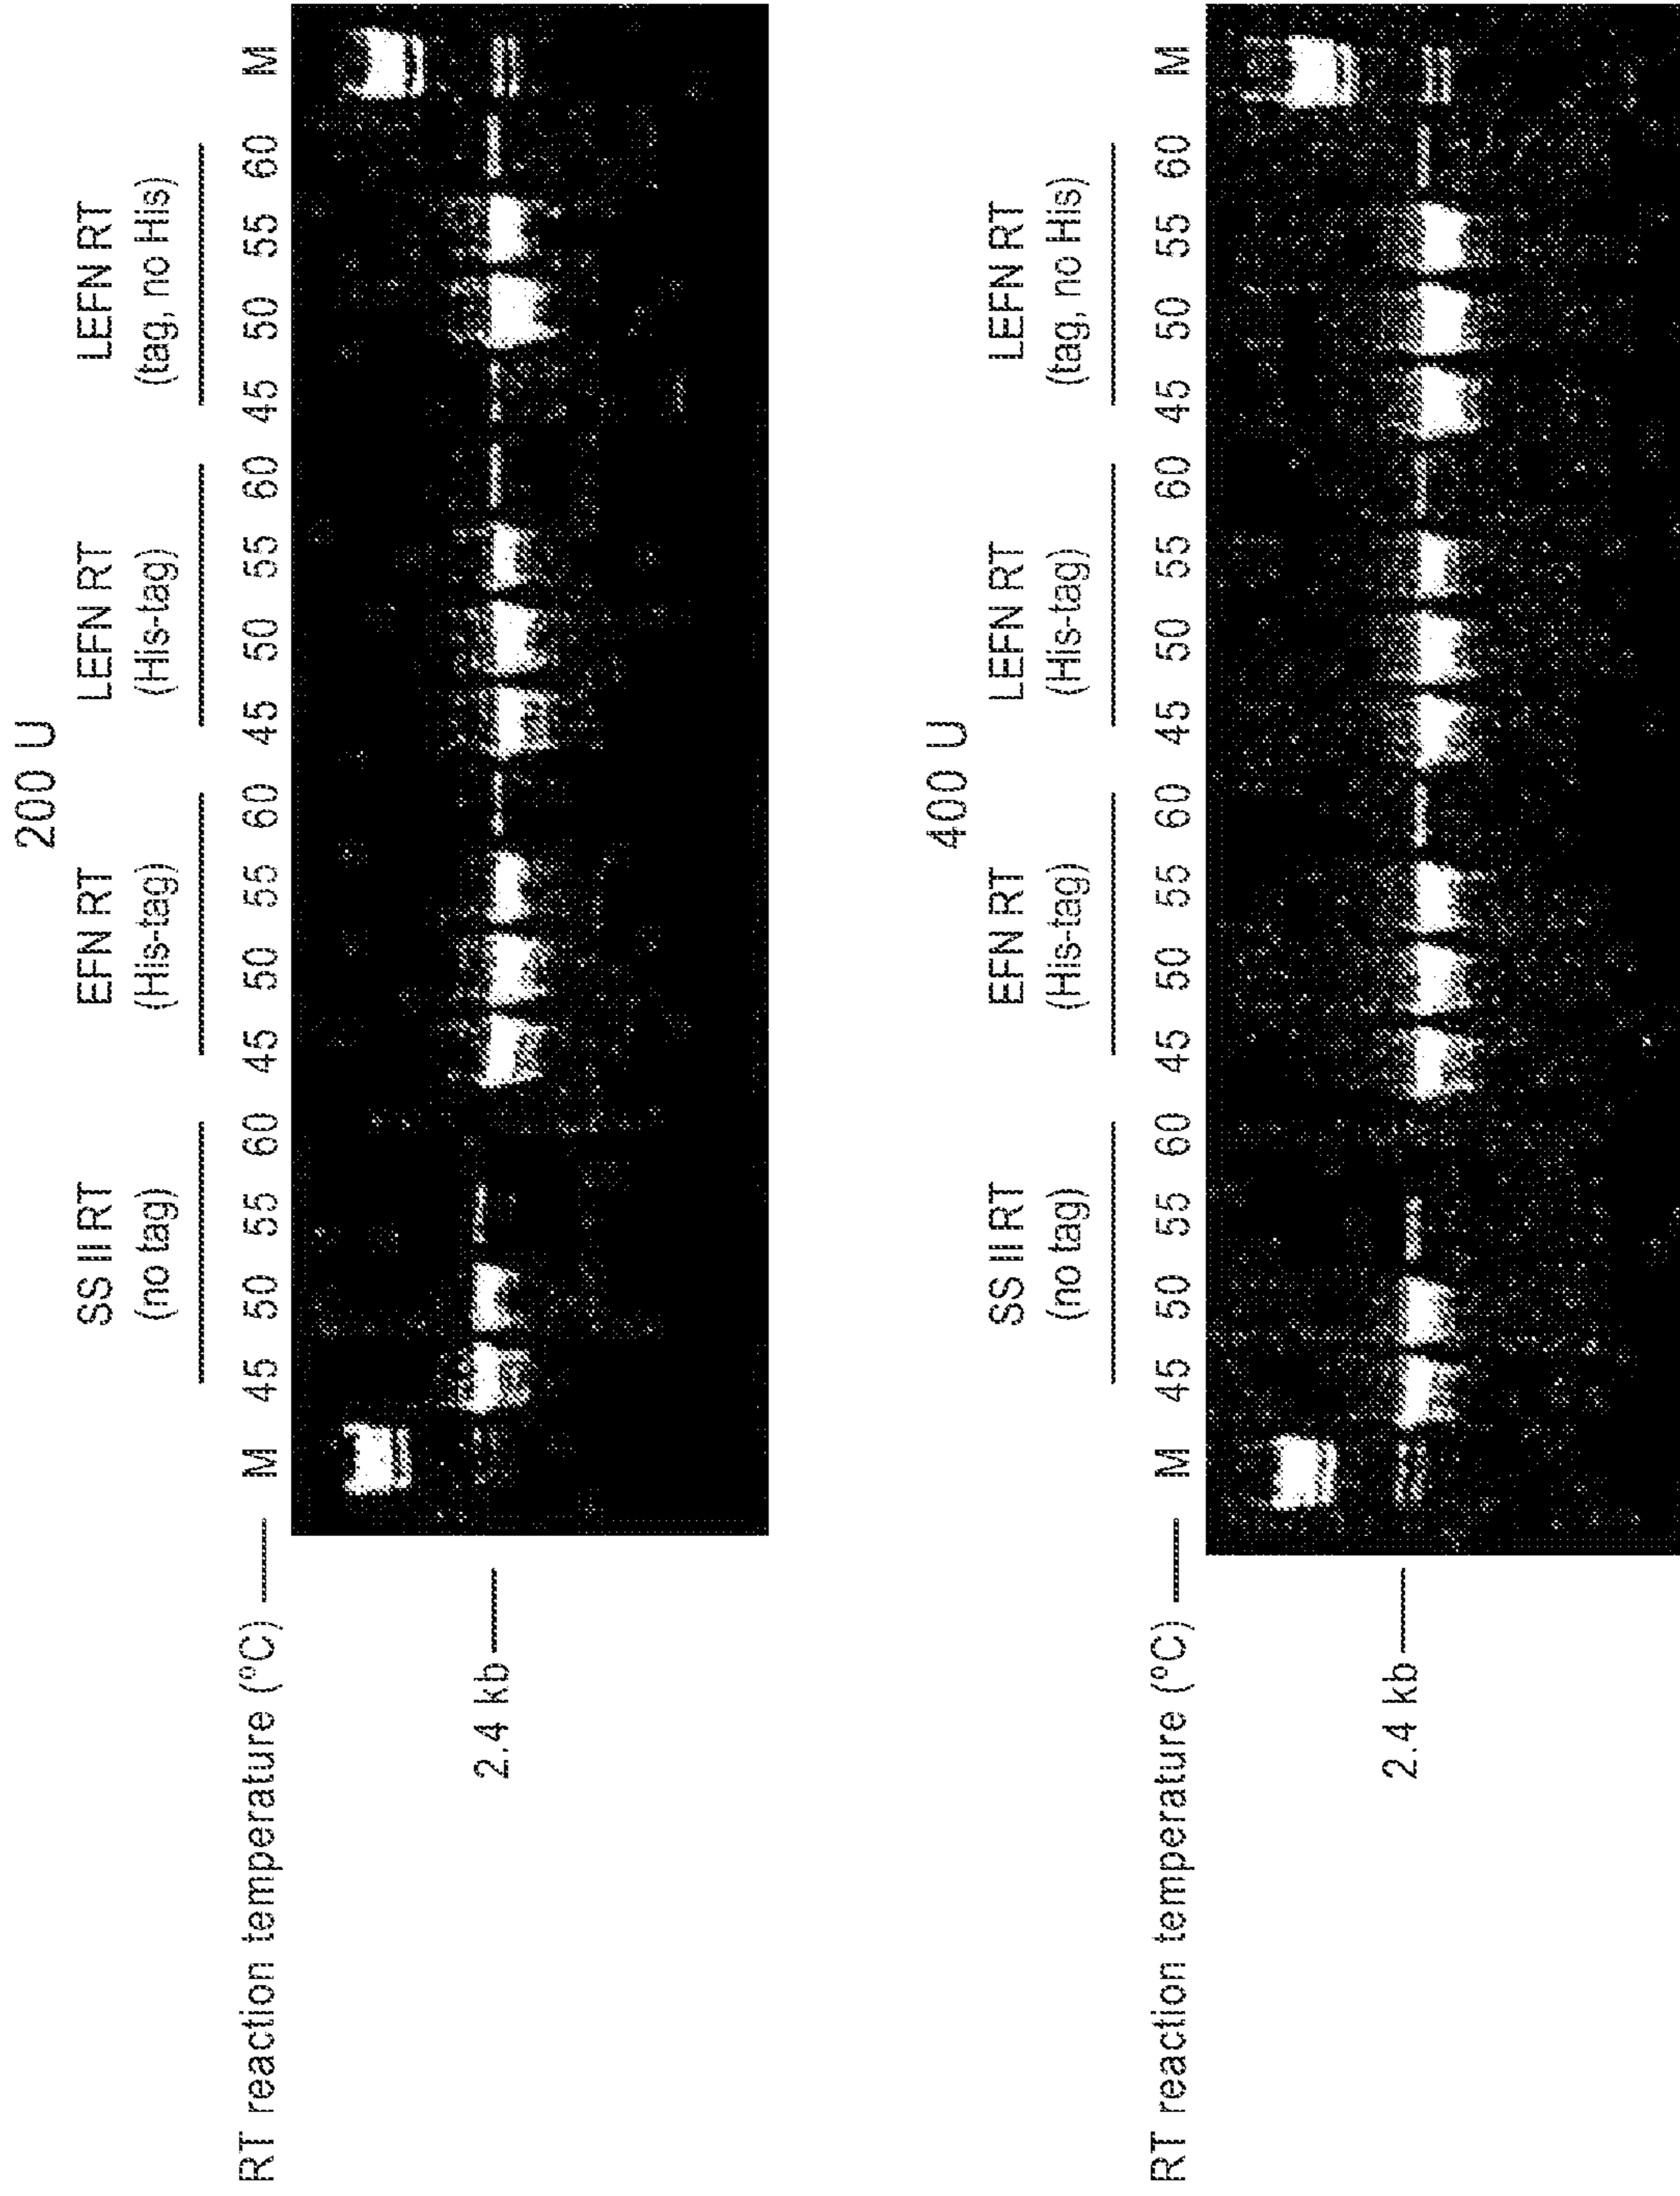 200 U
SS II RT EFN RT LEFN RT LEFN RT
(no tag) (His-tag) (His-tag) (tag, no His)
RT reaction temperature (ºC) M 45 50 55 60 45 50 55 60 45 50 55 60 45 50 55 60 M
2.4 kb
400 U
SS II RT EFN RT LEFN RT LEFN RT
(no tag) (His-tag) (His-tag) (tag, no His)
RT reaction temperature (ºC) M 45 50 55 60 45 50 55 60 45 50 55 60 45 50 55 60 M
2.4 kb